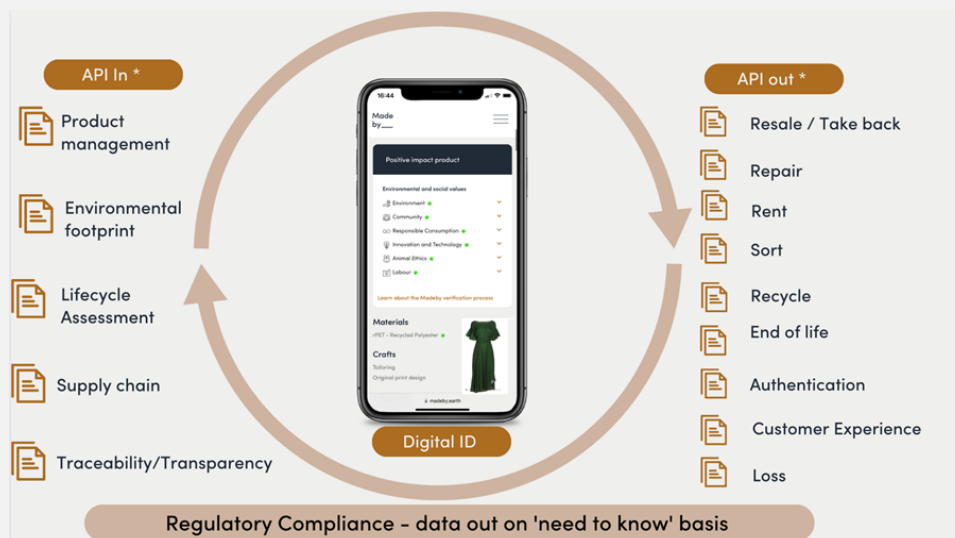 API In *
Product
management
Environmental
footprint
Lifecycle
Assessment
Supply chain
Traceability/Transparency
16:44
Made
by__
Positive impact product
Environmental and social values
Environment
Community
Responsible Consumption
Innovation and Technology
Animal Ethics
Labour
Learn about the Madeby verification process
Materials
rPET - Recycled Polyester
Crafts
Tailoring
Original print design
madeby.earth
Digital ID
API out *
Resale / Take back
Repair
Rent
Sort
Recycle
End of life
Authentication
Customer Experience
Loss
Regulatory Compliance - data out on 'need to know' basis